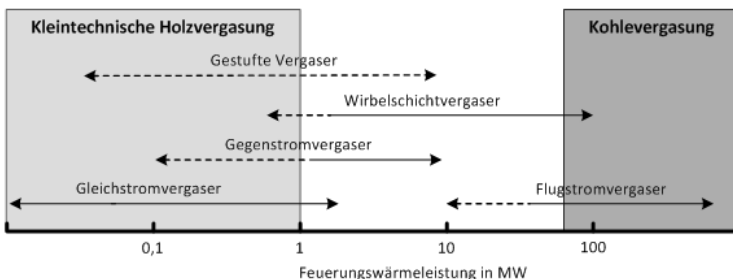 Kleintechnische Holzvergasung
Kohlevergasung
Gestufte Vergaser
Wirbelschichtvergaser
Gegenstromvergaser
Gleichstromvergaser
Flugstromvergaser
0,1
1
10
100
Feuerungswärmeleistung in MW